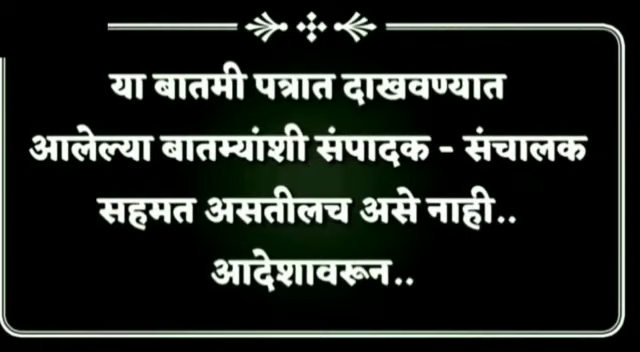 या बातमी पत्रात दाखवण्यात
आलेल्या बातम्यांशी संपादक - संचालक
सहमत असतीलच असे नाही..
आदेशावरून..